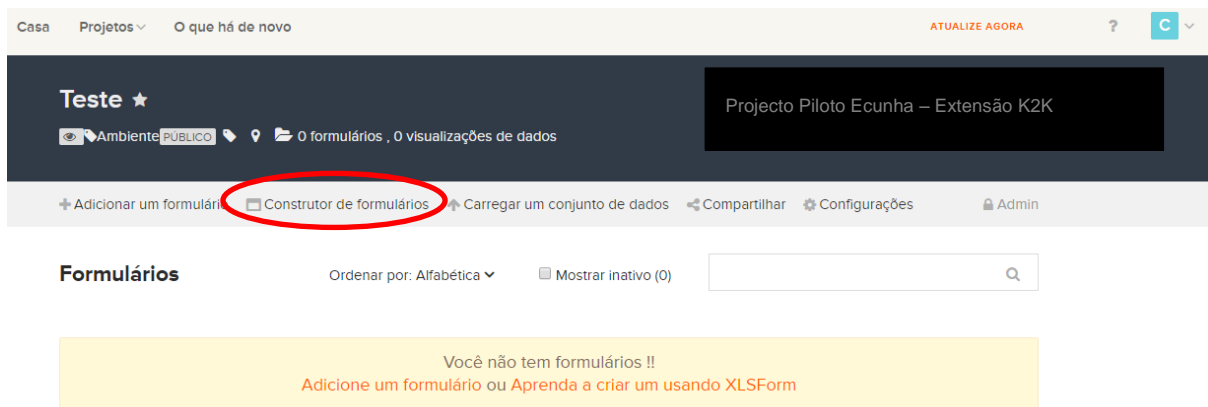 Casa Projetos O que há de novo ATUALIZE AGORA ? C
Teste
Projecto Piloto Ecunha – Extensão K2K
Ambiente PÚBLICO 0 formulários , 0 visualizações de dados
Adicionar um formulári Construtor de formulários Carregar um conjunto de dados Compartilhar Configurações Admin
Formulários Ordenar por: Alfabética Mostrar inativo (0)
Você não tem formulários !!
Adicione um formulário ou Aprenda a criar um usando XLSForm